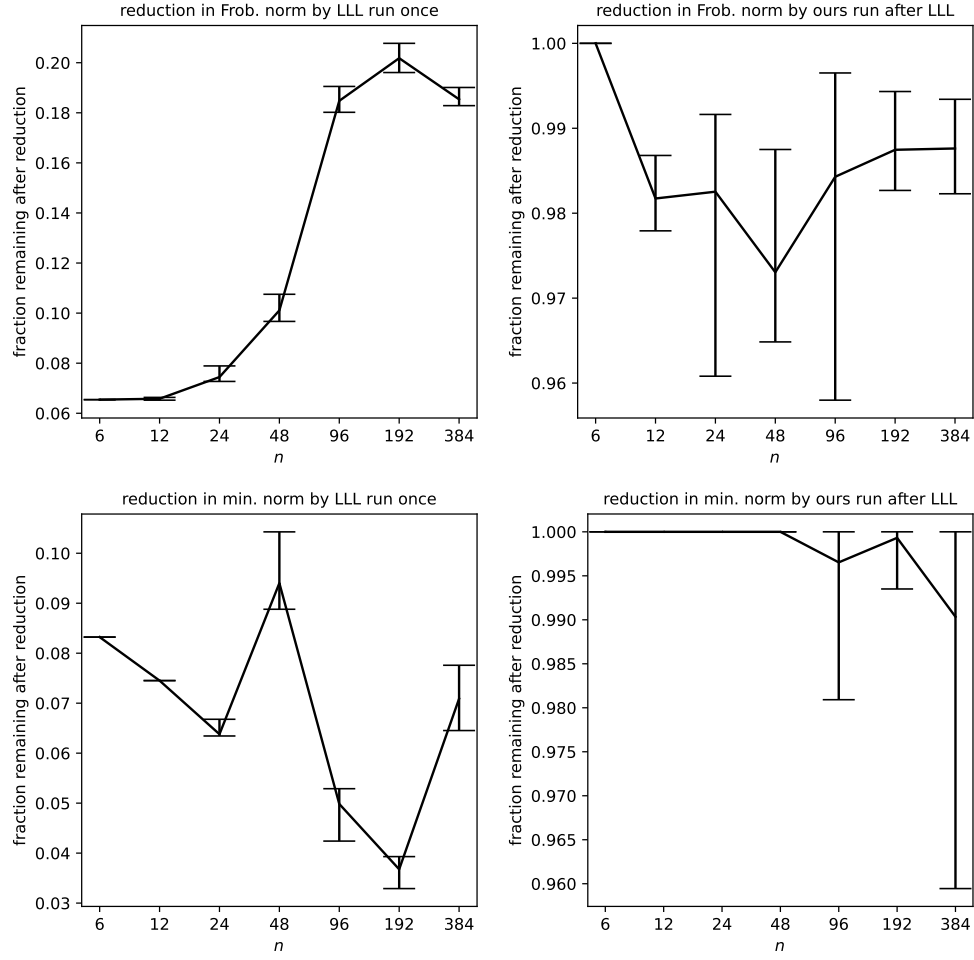 reduction in Frob. norm by LLL run once
fraction remaining after reduction
0.20
0.18
0.16
0.14
0.12
0.10
0.08
0.06
6 12 24 48 96 192 384
n
reduction in Frob. norm by ours run after LLL
fraction remaining after reduction
1.00
0.99
0.98
0.97
0.96
6 12 24 48 96 192 384
n
reduction in min. norm by LLL run once
fraction remaining after reduction
0.10
0.09
0.08
0.07
0.06
0.05
0.04
0.03
6 12 24 48 96 192 384
n
reduction in min. norm by ours run after LLL
fraction remaining after reduction
1.000
0.995
0.990
0.985
0.980
0.975
0.970
0.965
0.960
6 12 24 48 96 192 384
n